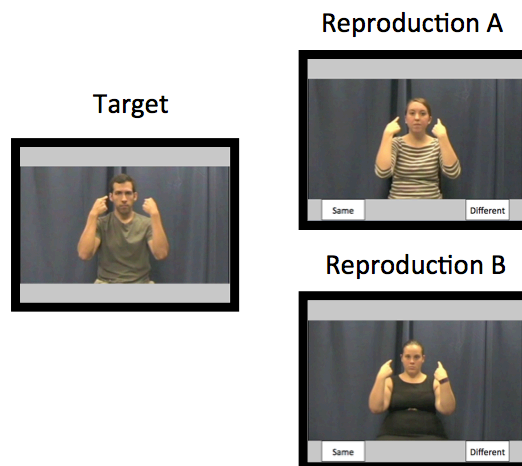 Reproduction A
Target
Same
Different
Reproduction B
Same
Different